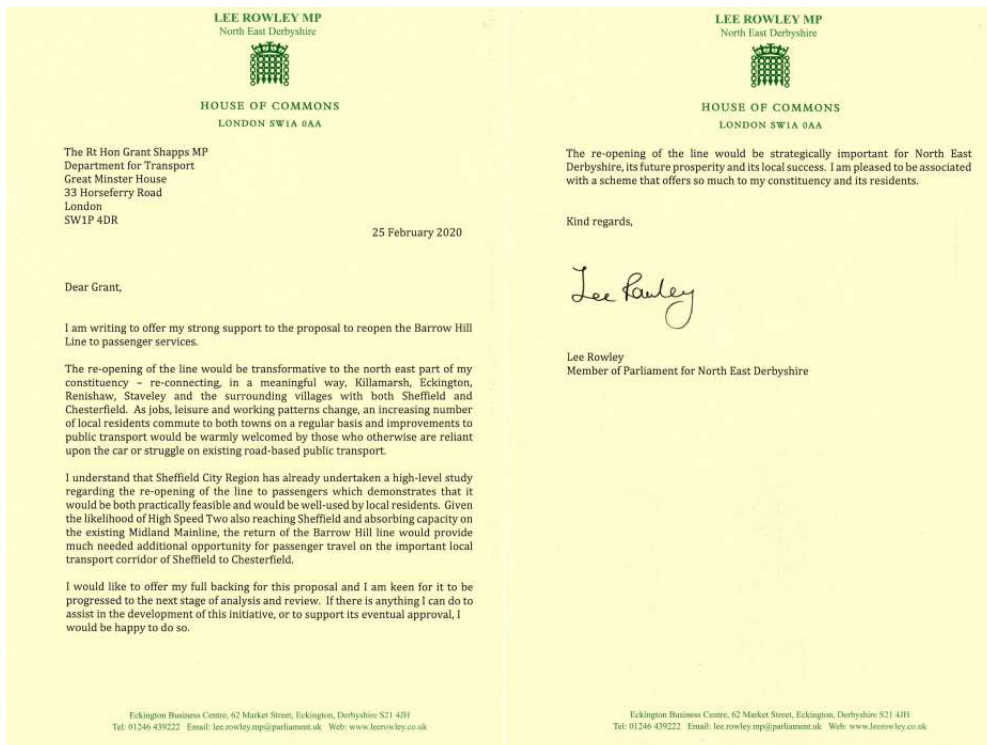 LEE ROWLEY MP
North East Derbyshire
HOUSE OF COMMONS
LONDON SW1A 0AA
The Rt Hon Grant Shapps MP
Department for Transport
Great Minster House
33 Horseferry Road
London
SW1P 4DR
25 February 2020
Dear Grant,
I am writing to offer my strong support to the proposal to reopen the Barrow Hill
Line to passenger services.
The re-opening of the line would be transformative to the north east part of my
constituency – re-connecting, in a meaningful way, Killamarsh, Eckington,
Renishaw, Staveley and the surrounding villages with both Sheffield and
Chesterfield. As jobs, leisure and working patterns change, an increasing number
of local residents commute to both towns on a regular basis and improvements to
public transport would be warmly welcomed by those who otherwise are reliant
upon the car or struggle on existing road-based public transport.
I understand that Sheffield City Region has already undertaken a high-level study
regarding the re-opening of the line to passengers which demonstrates that it
would be both practically feasible and would be well-used by local residents. Given
the likelihood of High Speed Two also reaching Sheffield and absorbing capacity on
the existing Midland Mainline, the return of the Barrow Hill line would provide
much needed additional opportunity for passenger travel on the important local
transport corridor of Sheffield to Chesterfield.
I would like to offer my full backing for this proposal and I am keen for it to be
progressed to the next stage of analysis and review. If there is anything I can do to
assist in the development of this initiative, or to support its eventual approval, I
would be happy to do so.
Eckington Business Centre, 62 Market Street, Eckington, Derbyshire S21 4JH
Tel: 01246 439222 Email: lee.rowley.mp@parliament.uk Web: www.leerowley.co.uk
LEE ROWLEY MP
North East Derbyshire
HOUSE OF COMMONS
LONDON SW1A 0AA
The re-opening of the line would be strategically important for North East
Derbyshire, its future prosperity and its local success. I am pleased to be associated
with a scheme that offers so much to my constituency and its residents.
Kind regards,
Lee Rowley
Lee Rowley
Member of Parliament for North East Derbyshire
Eckington Business Centre, 62 Market Street, Eckington, Derbyshire S21 4JH
Tel: 01246 439222 Email: lee.rowley.mp@parliament.uk Web: www.leerowley.co.uk